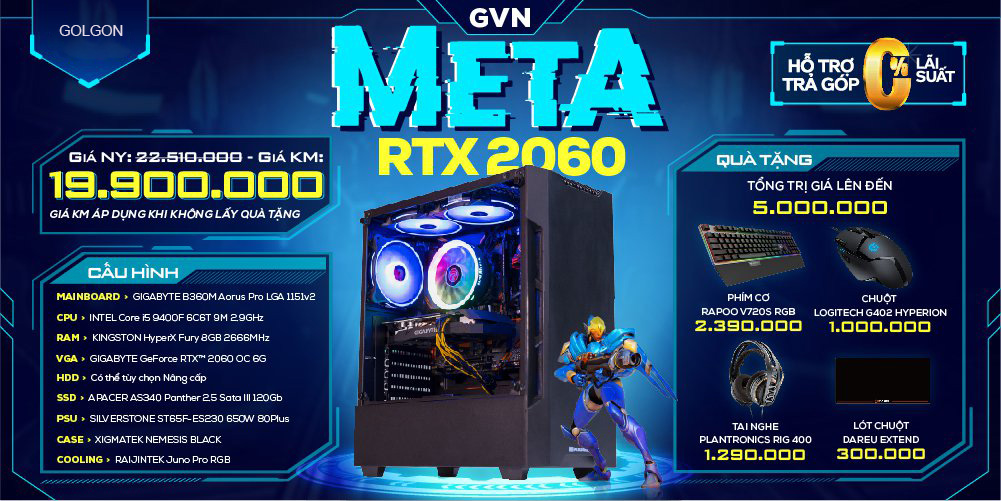 GOLGON
GVN
META
RTX 2060
HỖ TRỢ
TRẢ GÓP
0%
LÃI
SUẤT
GIÁ NY: 22.510.000 - GIÁ KM:
19.900.000
GIÁ KM ÁP DỤNG KHI KHÔNG LẤY QUÀ TẶNG
CẤU HÌNH
MAINBOARD > GIGABYTE B360M Aorus Pro LGA 1151v2
CPU > INTEL Core i5 9400F 6C6T 9M 2.9GHz
RAM > KINGSTON HyperX Fury 8GB 2666MHz
VGA > GIGABYTE GeForce RTX™ 2060 OC 6G
HDD > Có thể tùy chọn Nâng cấp
SSD > APACER AS340 Panther 2.5 Sata III 120Gb
PSU > SILVERSTONE ST65F-ES230 650W 80Plus
CASE > XIGMATEK NEMESIS BLACK
COOLING > RAIJINTEK Juno Pro RGB
GIGABYTE
QUÀ TẶNG
TỔNG TRỊ GIÁ LÊN ĐẾN
5.000.000
PHÍM CƠ
RAPOO V720S RGB
2.390.000
CHUỘT
LOGITECH G402 HYPERION
1.000.000
TAI NGHE
PLANTRONICS RIG 400
1.290.000
LÓT CHUỘT
DAREU EXTEND
300.000